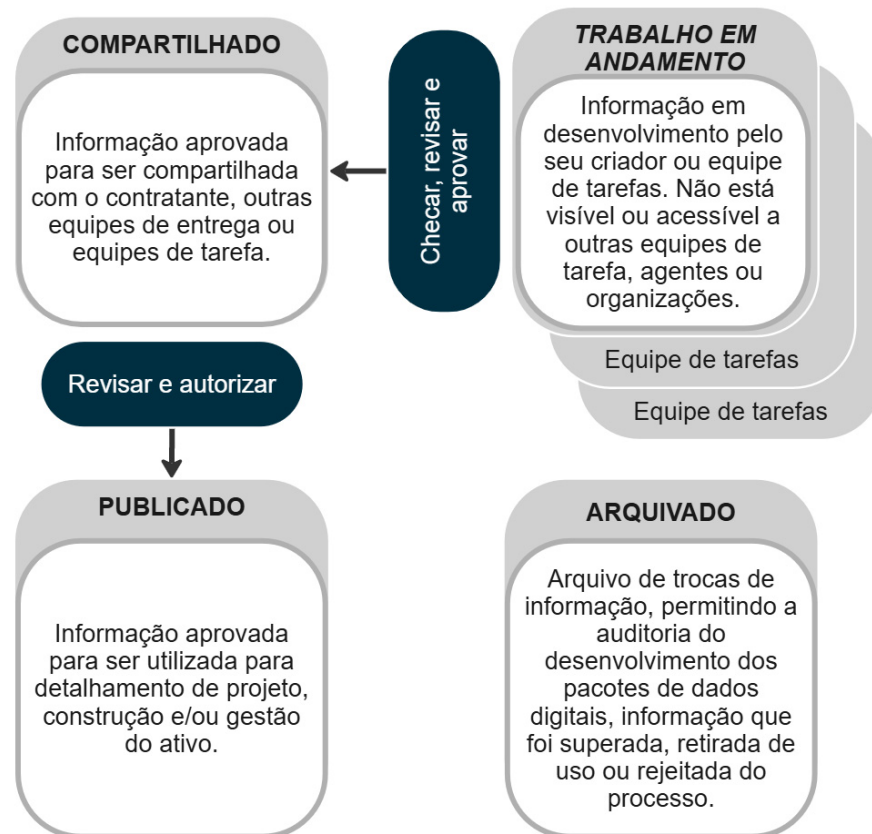 COMPARTILHADO
Informação aprovada
para ser compartilhada
com o contratante, outras
equipes de entrega ou
equipes de tarefa.
Checar, revisar e
aprovar
TRABALHO EM
ANDAMENTO
Informação em
desenvolvimento pelo
seu criador ou equipe
de tarefas. Não está
visível ou acessível a
outras equipes de
tarefa, agentes ou
organizações.
Equipe de tarefas
Equipe de tarefas
Revisar e autorizar
PUBLICADO
Informação aprovada
para ser utilizada para
detalhamento de projeto,
construção e/ou gestão
do ativo.
ARQUIVADO
Arquivo de trocas de
informação, permitindo a
auditoria do
desenvolvimento dos
pacotes de dados
digitais, informação que
foi superada, retirada de
uso ou rejeitada do
processo.